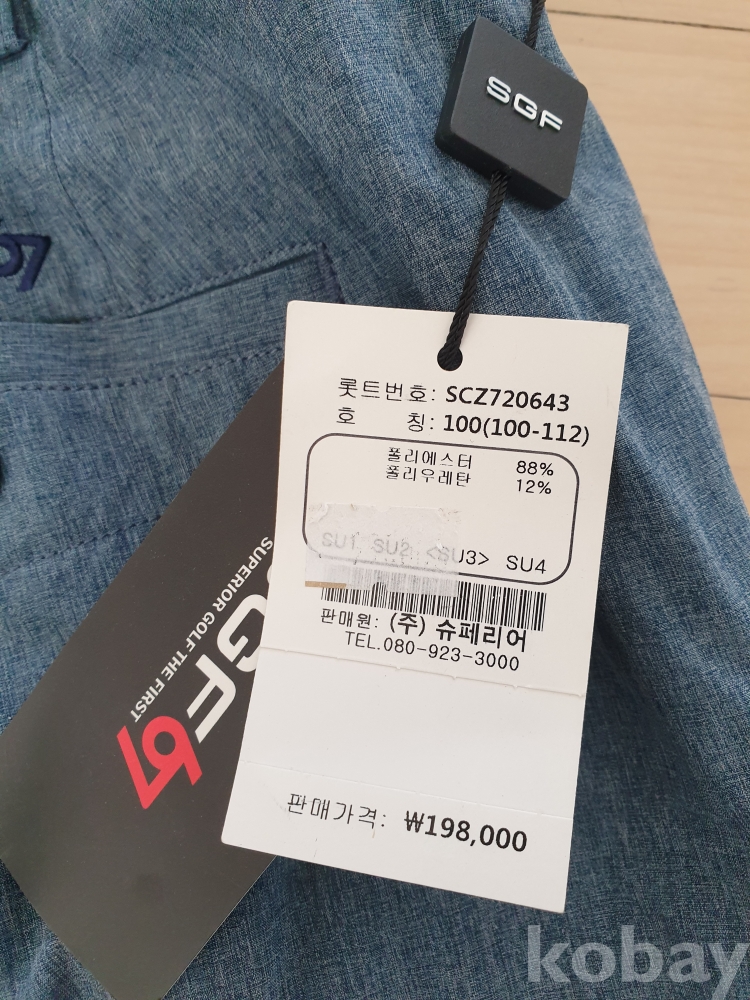 SGF
67
롯트번호: SCZ720643
호 칭: 100(100-112)
폴리에스터 88%
폴리우레탄 12%
SU1 SU2 <SU3> SU4
판매원: (주) 슈페리어
TEL.080-923-3000
판매가격: ₩198,000
SUPERIOR GOLF THE FIRST
SGF67
kobay